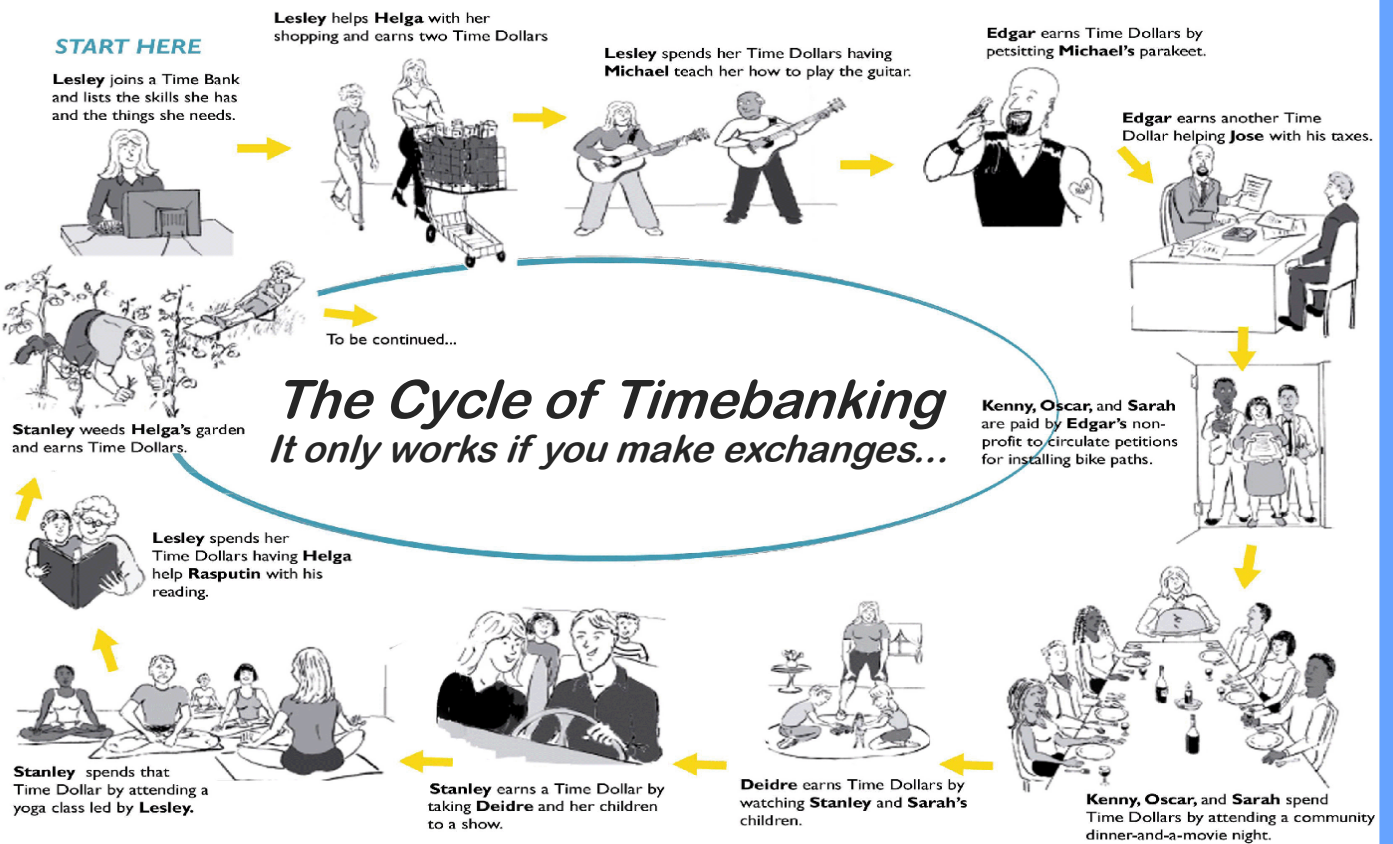 START HERE
Lesley joins a Time Bank
and lists the skills she has
and the things she needs.
Lesley helps Helga with her
shopping and earns two Time Dollars
Lesley spends her Time Dollars having
Michael teach her how to play the guitar.
Edgar earns Time Dollars by
petsitting Michael's parakeet.
Edgar earns another Time
Dollar helping Jose with his taxes.
Kenny, Oscar, and Sarah
are paid by Edgar's non-
profit to circulate petitions
for installing bike paths.
Kenny, Oscar, and Sarah spend
Time Dollars by attending a community
dinner-and-a-movie night.
Deidre earns Time Dollars by
watching Stanley and Sarah's
children.
Stanley earns a Time Dollar by
taking Deidre and her children
to a show.
Stanley spends that
Time Dollar by attending a
yoga class led by Lesley.
Lesley spends her
Time Dollars having Helga
help Rasputin with his
reading.
Stanley weeds Helga's garden
and earns Time Dollars.
To be continued...
The Cycle of Timebanking
It only works if you make exchanges...